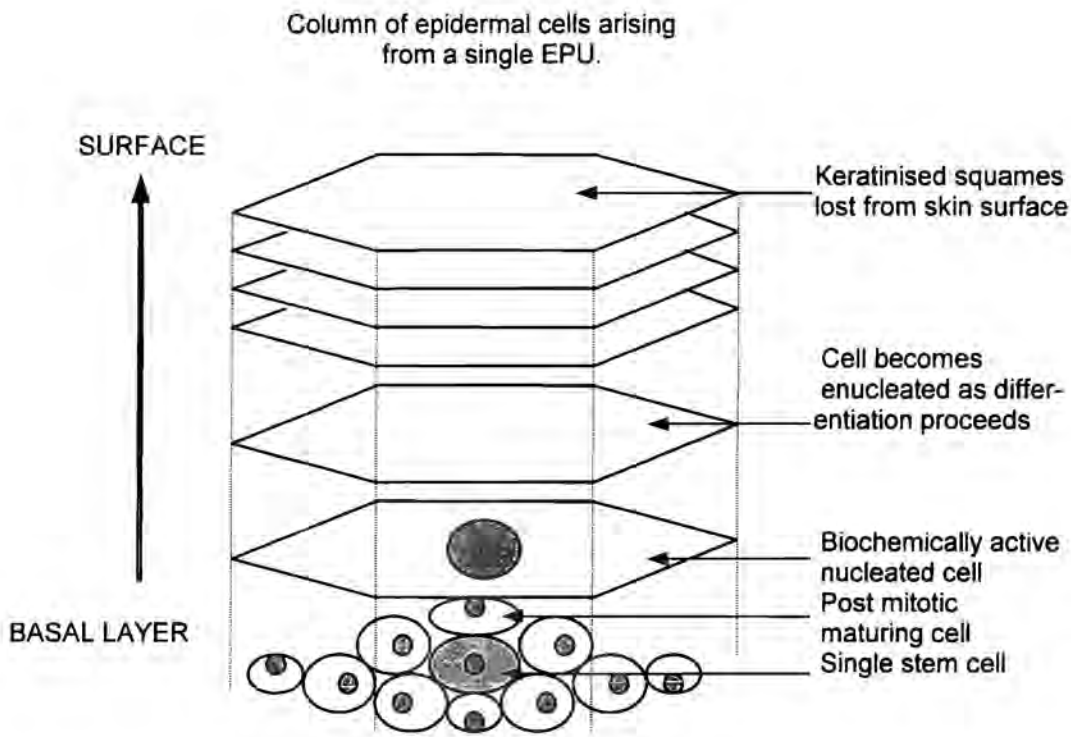 Column of epidermal cells arising
from a single EPU.
SURFACE
Keratinised squames
lost from skin surface
Cell becomes
enucleated as differ-
entiation proceeds
Biochemically active
nucleated cell
Post mitotic
maturing cell
Single stem cell
BASAL LAYER